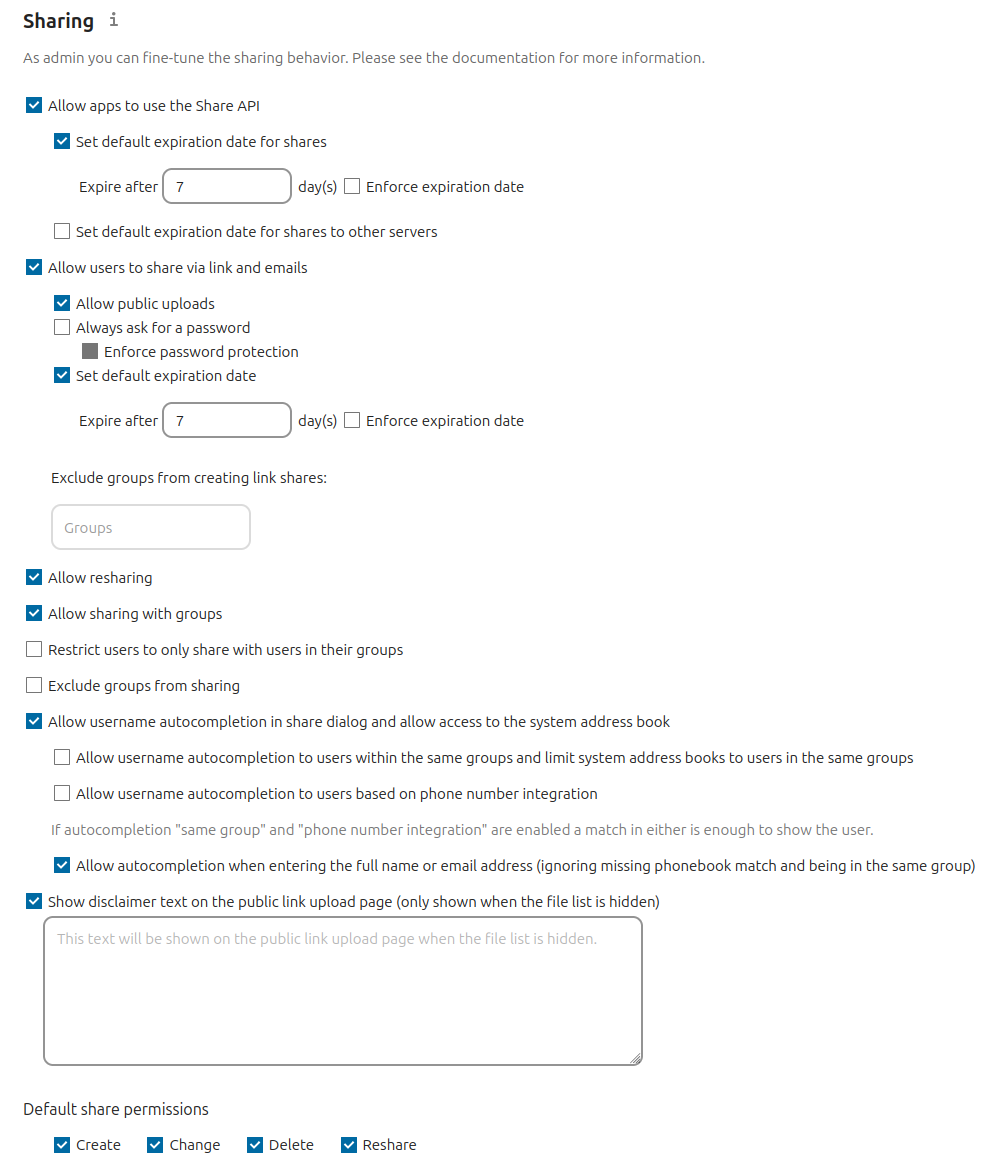 Sharing i
As admin you can fine-tune the sharing behavior. Please see the documentation for more information.
Allow apps to use the Share API
Set default expiration date for shares
Expire after 7 day(s) Enforce expiration date
Set default expiration date for shares to other servers
Allow users to share via link and emails
Allow public uploads
Always ask for a password
Enforce password protection
Set default expiration date
Expire after 7 day(s) Enforce expiration date
Exclude groups from creating link shares:
Groups
Allow resharing
Allow sharing with groups
Restrict users to only share with users in their groups
Exclude groups from sharing
Allow username autocompletion in share dialog and allow access to the system address book
Allow username autocompletion to users within the same groups and limit system address books to users in the same groups
Allow username autocompletion to users based on phone number integration
If autocompletion "same group" and "phone number integration" are enabled a match in either is enough to show the user.
Allow autocompletion when entering the full name or email address (ignoring missing phonebook match and being in the same group)
Show disclaimer text on the public link upload page (only shown when the file list is hidden)
This text will be shown on the public link upload page when the file list is hidden.
Default share permissions
Create Change Delete Reshare